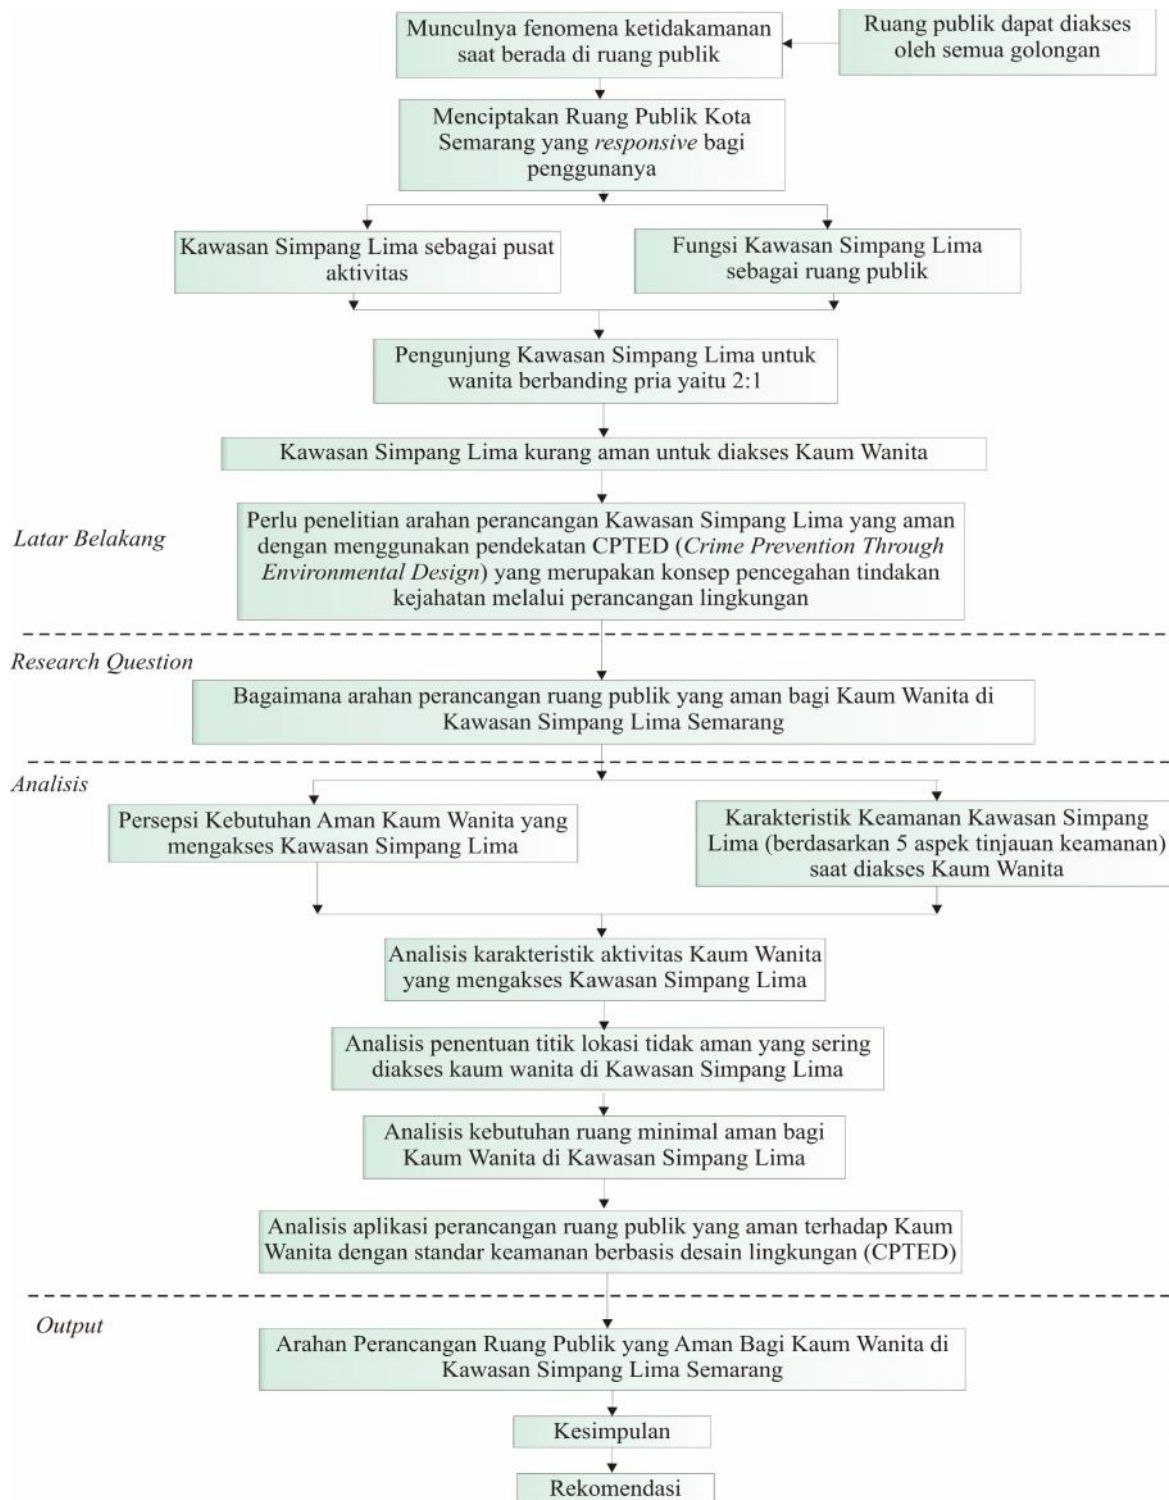 Munculnya fenomena ketidakamanan
saat berada di ruang publik
Ruang publik dapat diakses
oleh semua golongan
Menciptakan Ruang Publik Kota
Semarang yang responsive bagi
penggunanya
Kawasan Simpang Lima sebagai pusat
aktivitas
Fungsi Kawasan Simpang Lima
sebagai ruang publik
Pengunjung Kawasan Simpang Lima untuk
wanita berbanding pria yaitu 2:1
Kawasan Simpang Lima kurang aman untuk diakses Kaum Wanita
Latar Belakang
Perlu penelitian arahan perancangan Kawasan Simpang Lima yang aman
dengan menggunakan pendekatan CPTED (Crime Prevention Through
Environmental Design) yang merupakan konsep pencegahan tindakan
kejahatan melalui perancangan lingkungan
Research Question
Bagaimana arahan perancangan ruang publik yang aman bagi Kaum Wanita di
Kawasan Simpang Lima Semarang
Analisis
Persepsi Kebutuhan Aman Kaum Wanita yang
mengakses Kawasan Simpang Lima
Karakteristik Keamanan Kawasan Simpang
Lima (berdasarkan 5 aspek tinjauan keamanan)
saat diakses Kaum Wanita
Analisis karakteristik aktivitas Kaum Wanita
yang mengakses Kawasan Simpang Lima
Analisis penentuan titik lokasi tidak aman yang sering
diakses kaum wanita di Kawasan Simpang Lima
Analisis kebutuhan ruang minimal aman bagi
Kaum Wanita di Kawasan Simpang Lima
Analisis aplikasi perancangan ruang publik yang aman terhadap Kaum
Wanita dengan standar keamanan berbasis desain lingkungan (CPTED)
Output
Arahan Perancangan Ruang Publik yang Aman Bagi Kaum Wanita di
Kawasan Simpang Lima Semarang
Kesimpulan
Rekomendasi